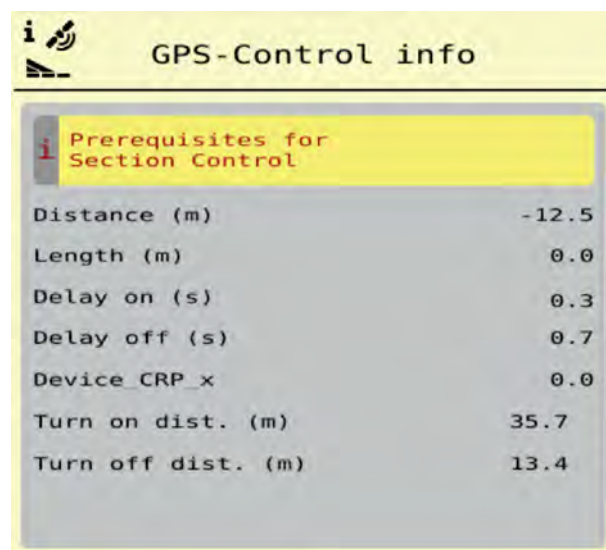 i
GPS-Control info
i Prerequisites for
Section Control
Distance (m) -12.5
Length (m) 0.0
Delay on (s) 0.3
Delay off (s) 0.7
Device_CRP_x 0.0
Turn on dist. (m) 35.7
Turn off dist. (m) 13.4